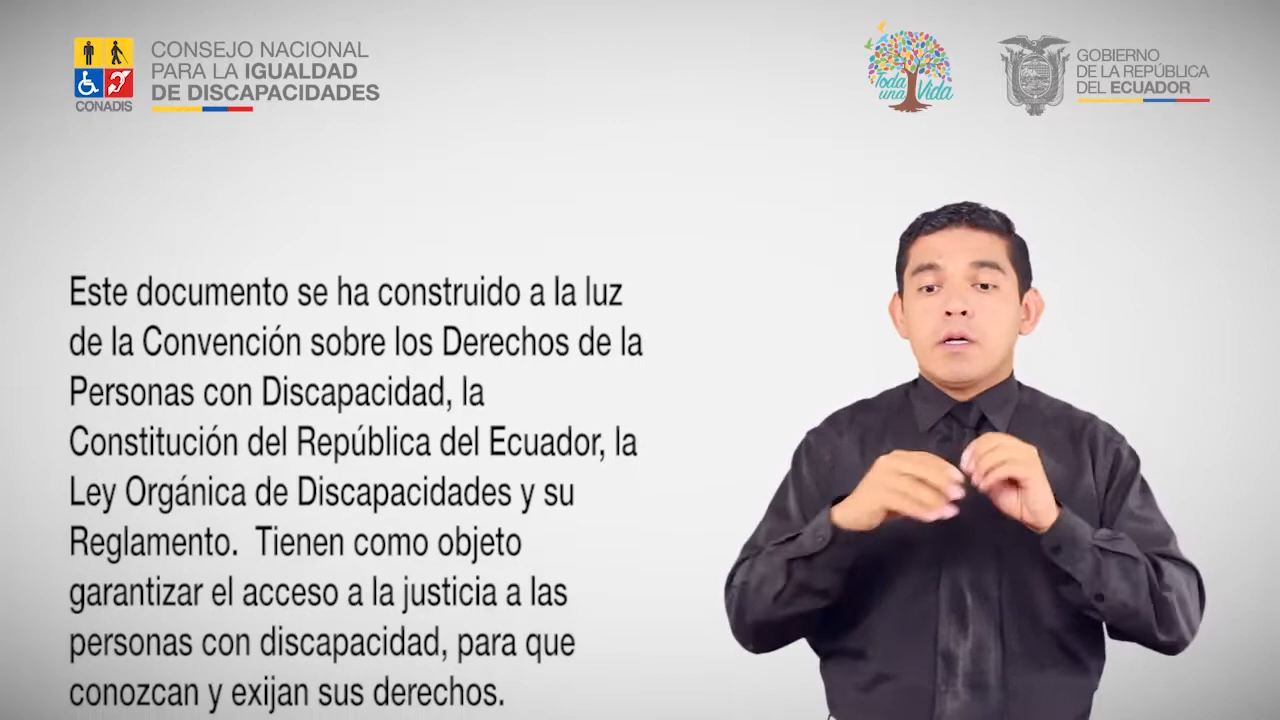 CONADIS
CONSEJO NACIONAL
PARA LA IGUALDAD
DE DISCAPACIDADES
Toda
una Vida
GOBIERNO
DE LA REPÚBLICA
DEL ECUADOR
Este documento se ha construido a la luz
de la Convención sobre los Derechos de la
Personas con Discapacidad, la
Constitución del República del Ecuador, la
Ley Orgánica de Discapacidades y su
Reglamento. Tienen como objeto
garantizar el acceso a la justicia a las
personas con discapacidad, para que
conozcan y exijan sus derechos.